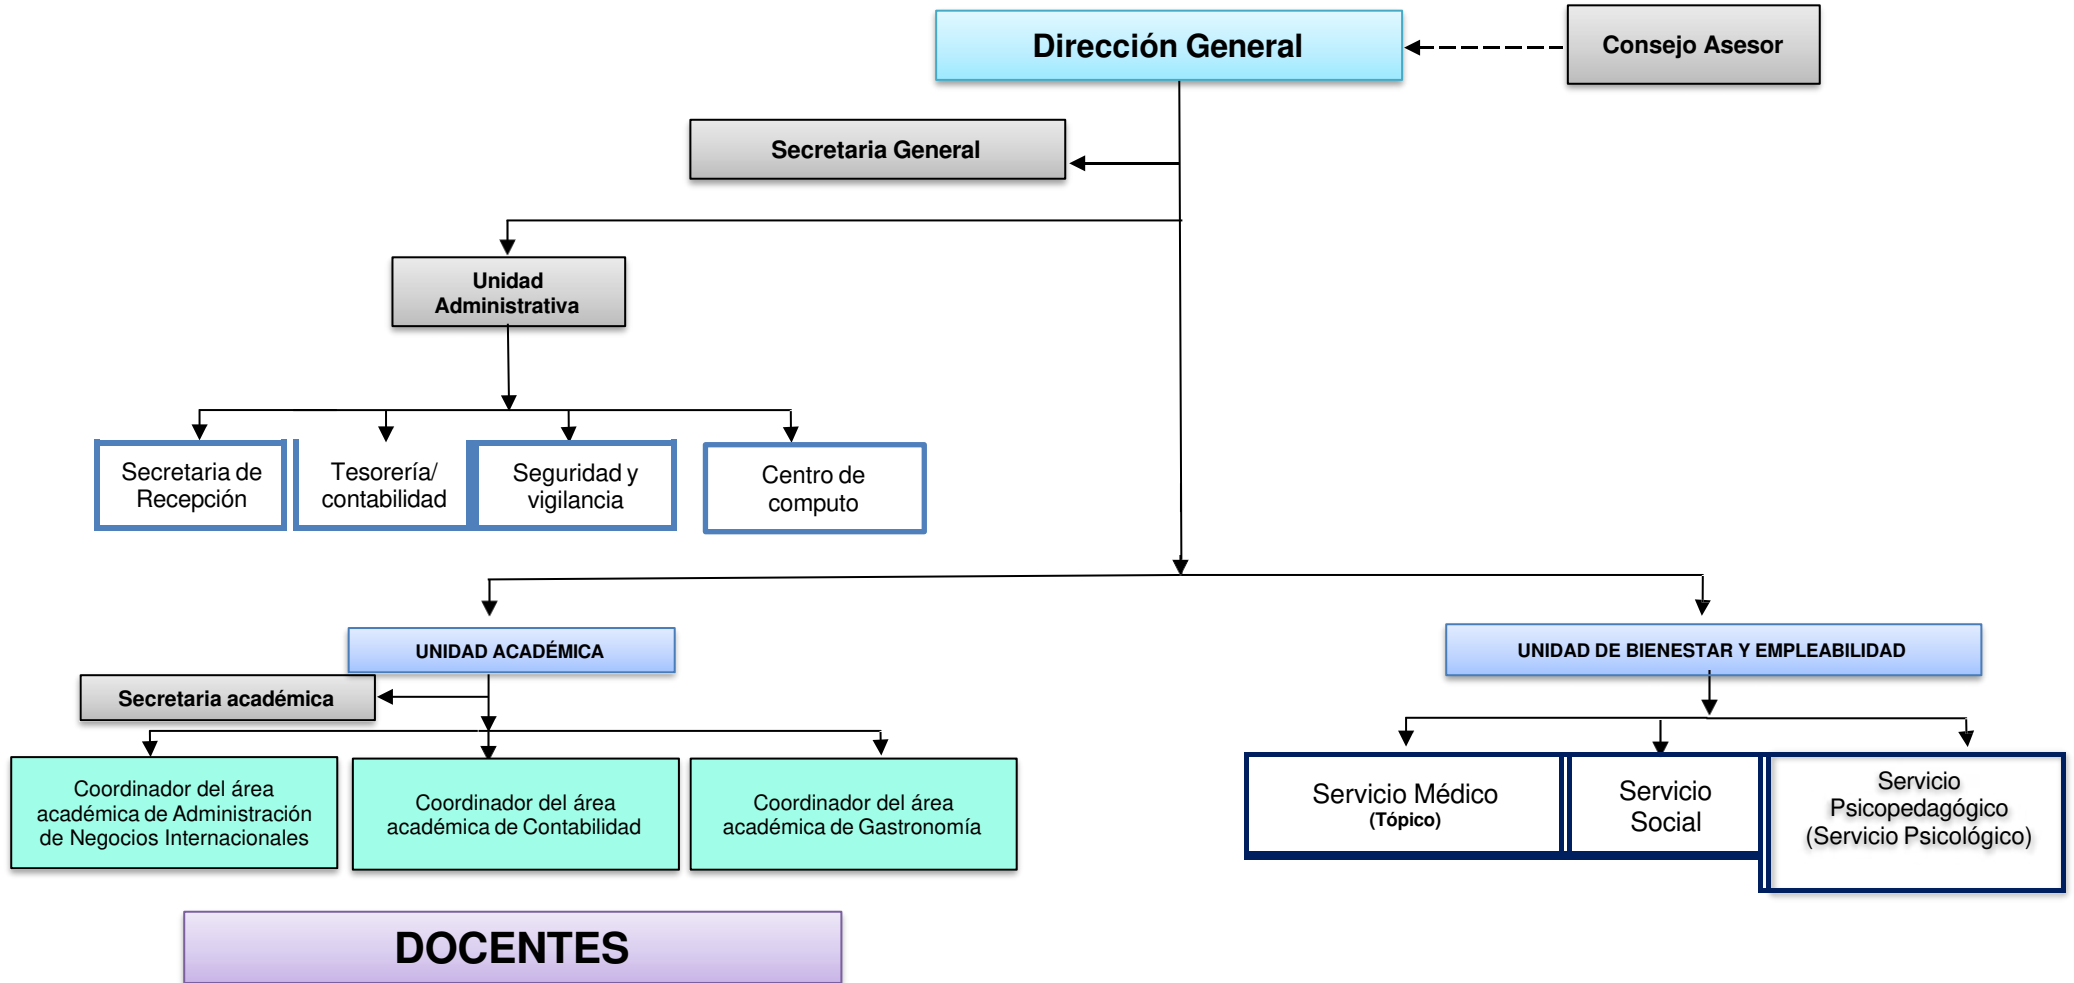 Dirección General
Consejo Asesor
Secretaria General
Unidad
Administrativa
Secretaria de
Recepción
Tesorería/
contabilidad
Seguridad y
vigilancia
Centro de
computo
UNIDAD ACADÉMICA
UNIDAD DE BIENESTAR Y EMPLEABILIDAD
Secretaria académica
Coordinador del área
académica de Administración
de Negocios Internacionales
Coordinador del área
académica de Contabilidad
Coordinador del área
académica de Gastronomía
Servicio Médico
(Tópico)
Servicio
Social
Servicio
Psicopedagógico
(Servicio Psicológico)
DOCENTES